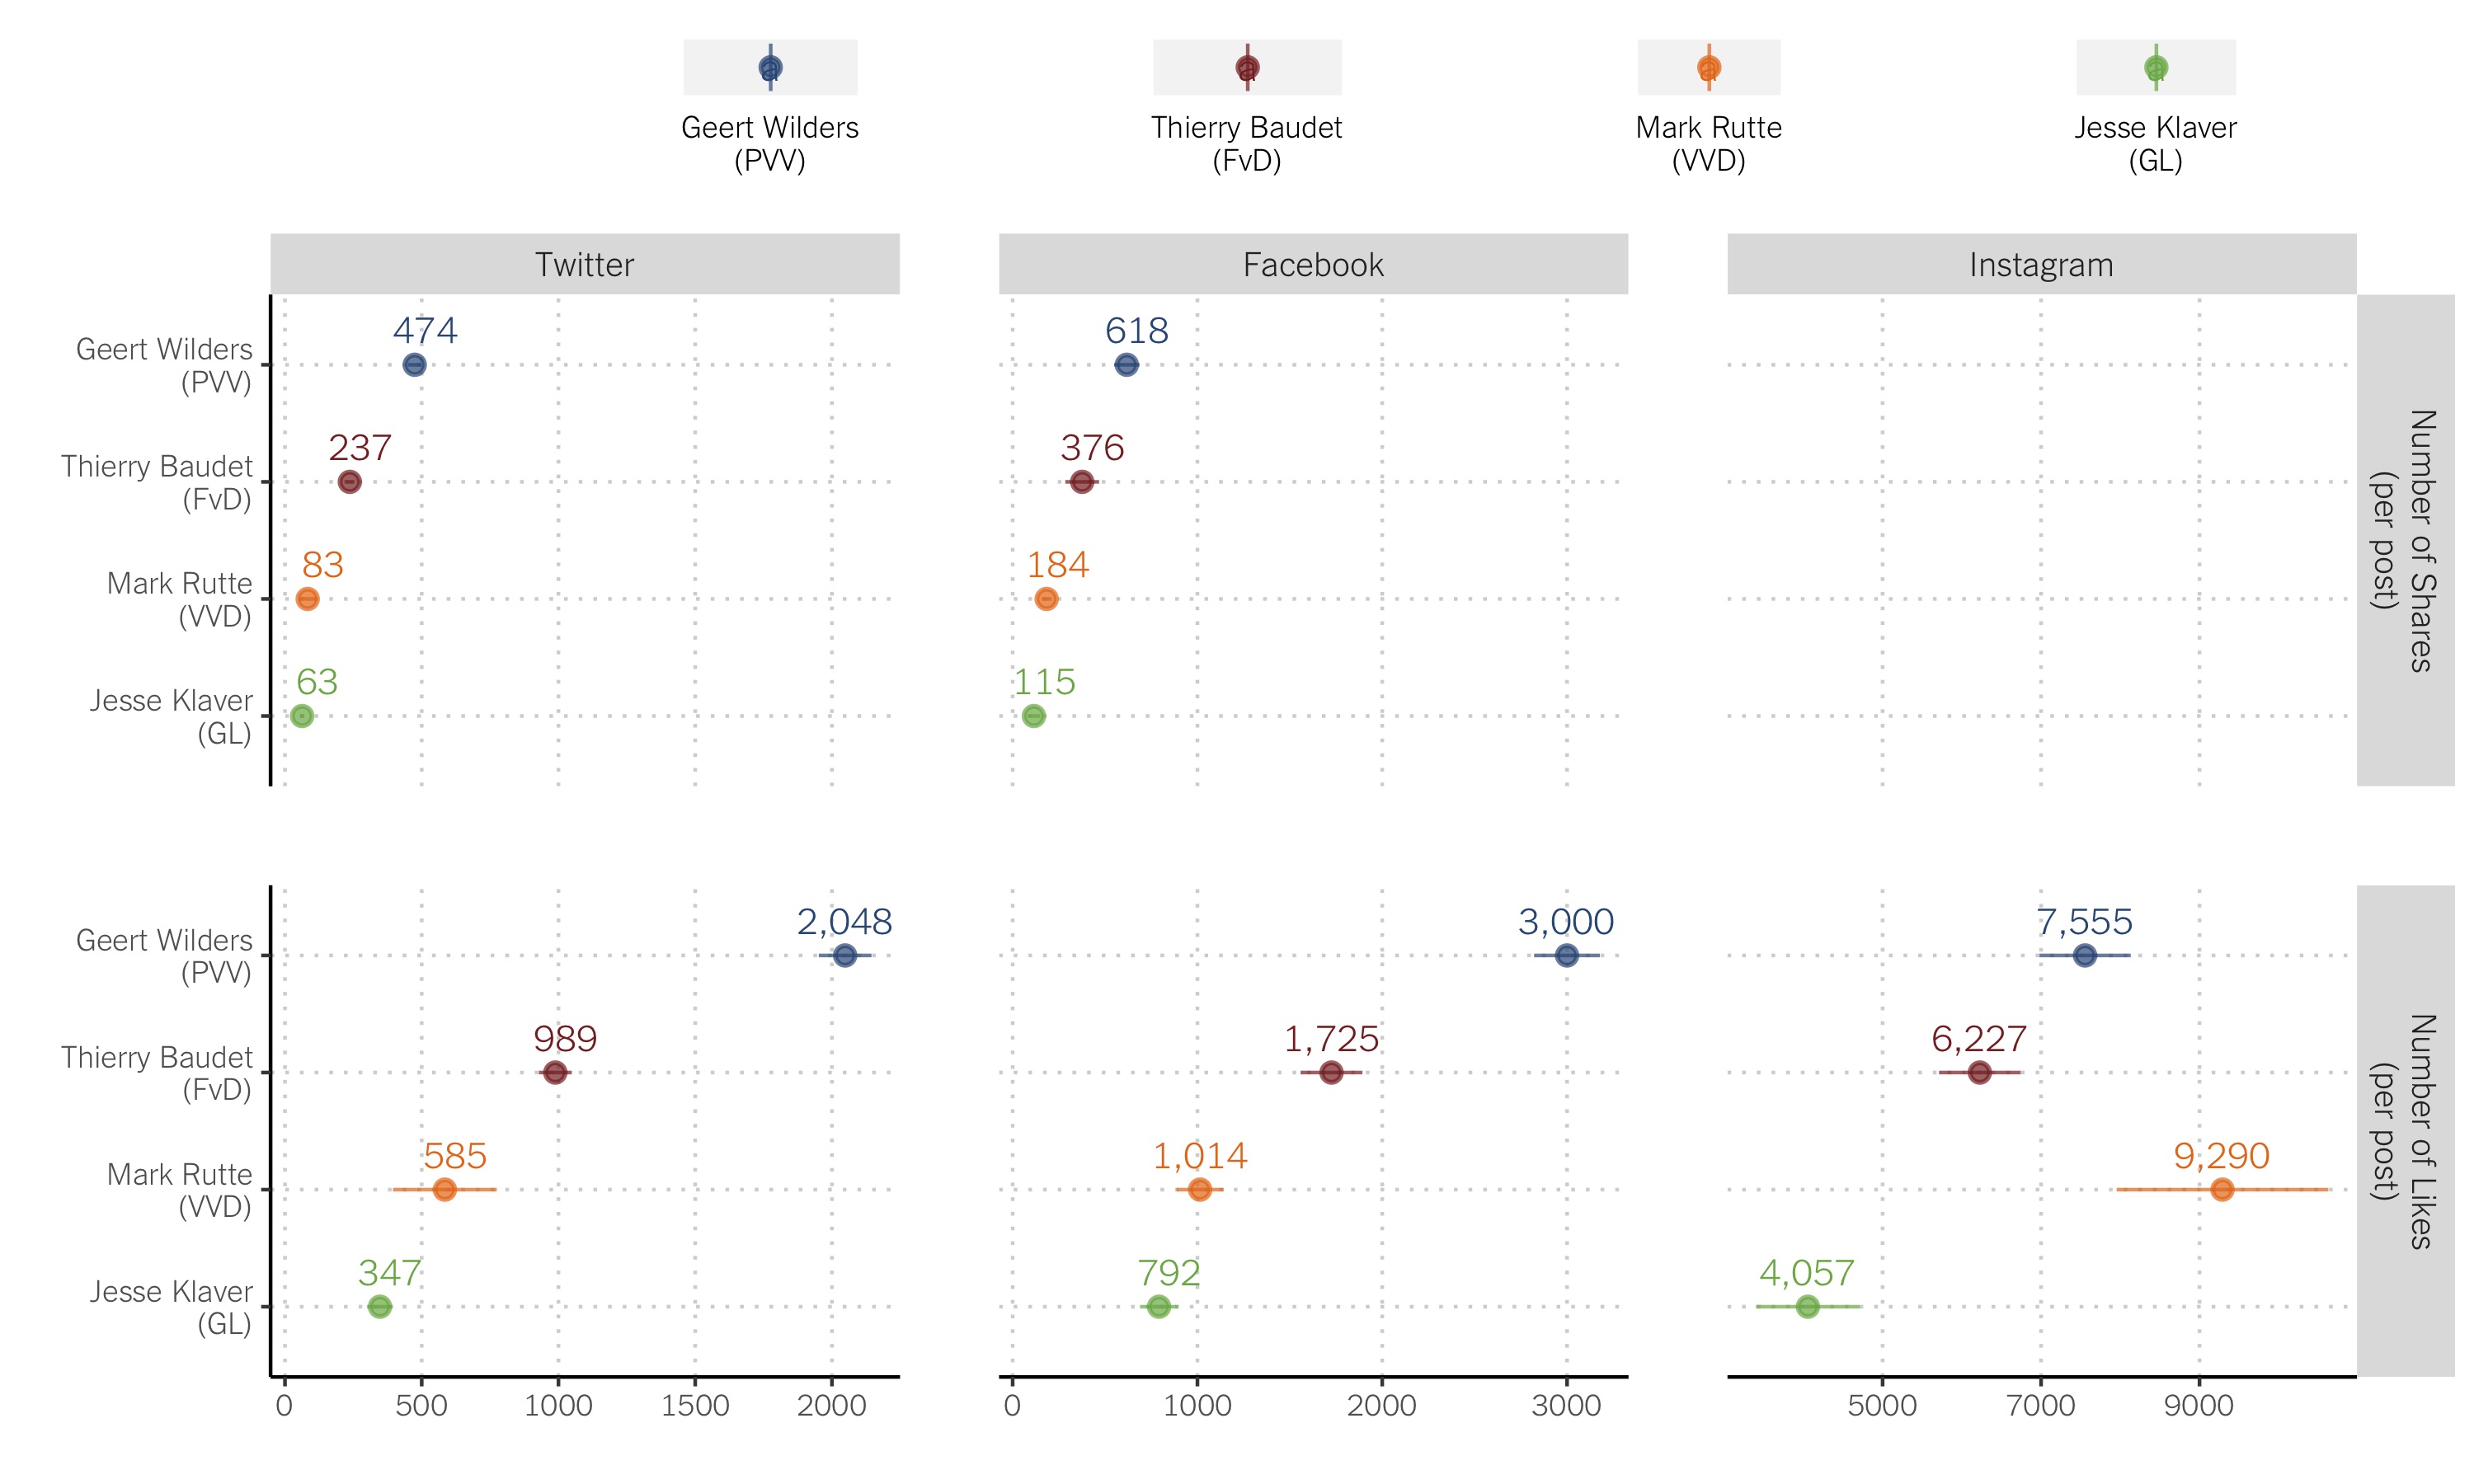 a a a a
Geert Wilders
(PVV)
Thierry Baudet
(FvD)
Mark Rutte
(VVD)
Jesse Klaver
(GL)
Twitter
Facebook
Instagram
Geert Wilders
(PVV)
Thierry Baudet
(FvD)
Mark Rutte
(VVD)
Jesse Klaver
(GL)
474
237
83
63
618
376
184
115
Number of Shares
(per post)
Geert Wilders
(PVV)
Thierry Baudet
(FvD)
Mark Rutte
(VVD)
Jesse Klaver
(GL)
2,048
989
585
347
3,000
1,725
1,014
792
7,555
6,227
9,290
4,057
Number of Likes
(per post)
0 500 1000 1500 2000
0 1000 2000 3000
5000 7000 9000